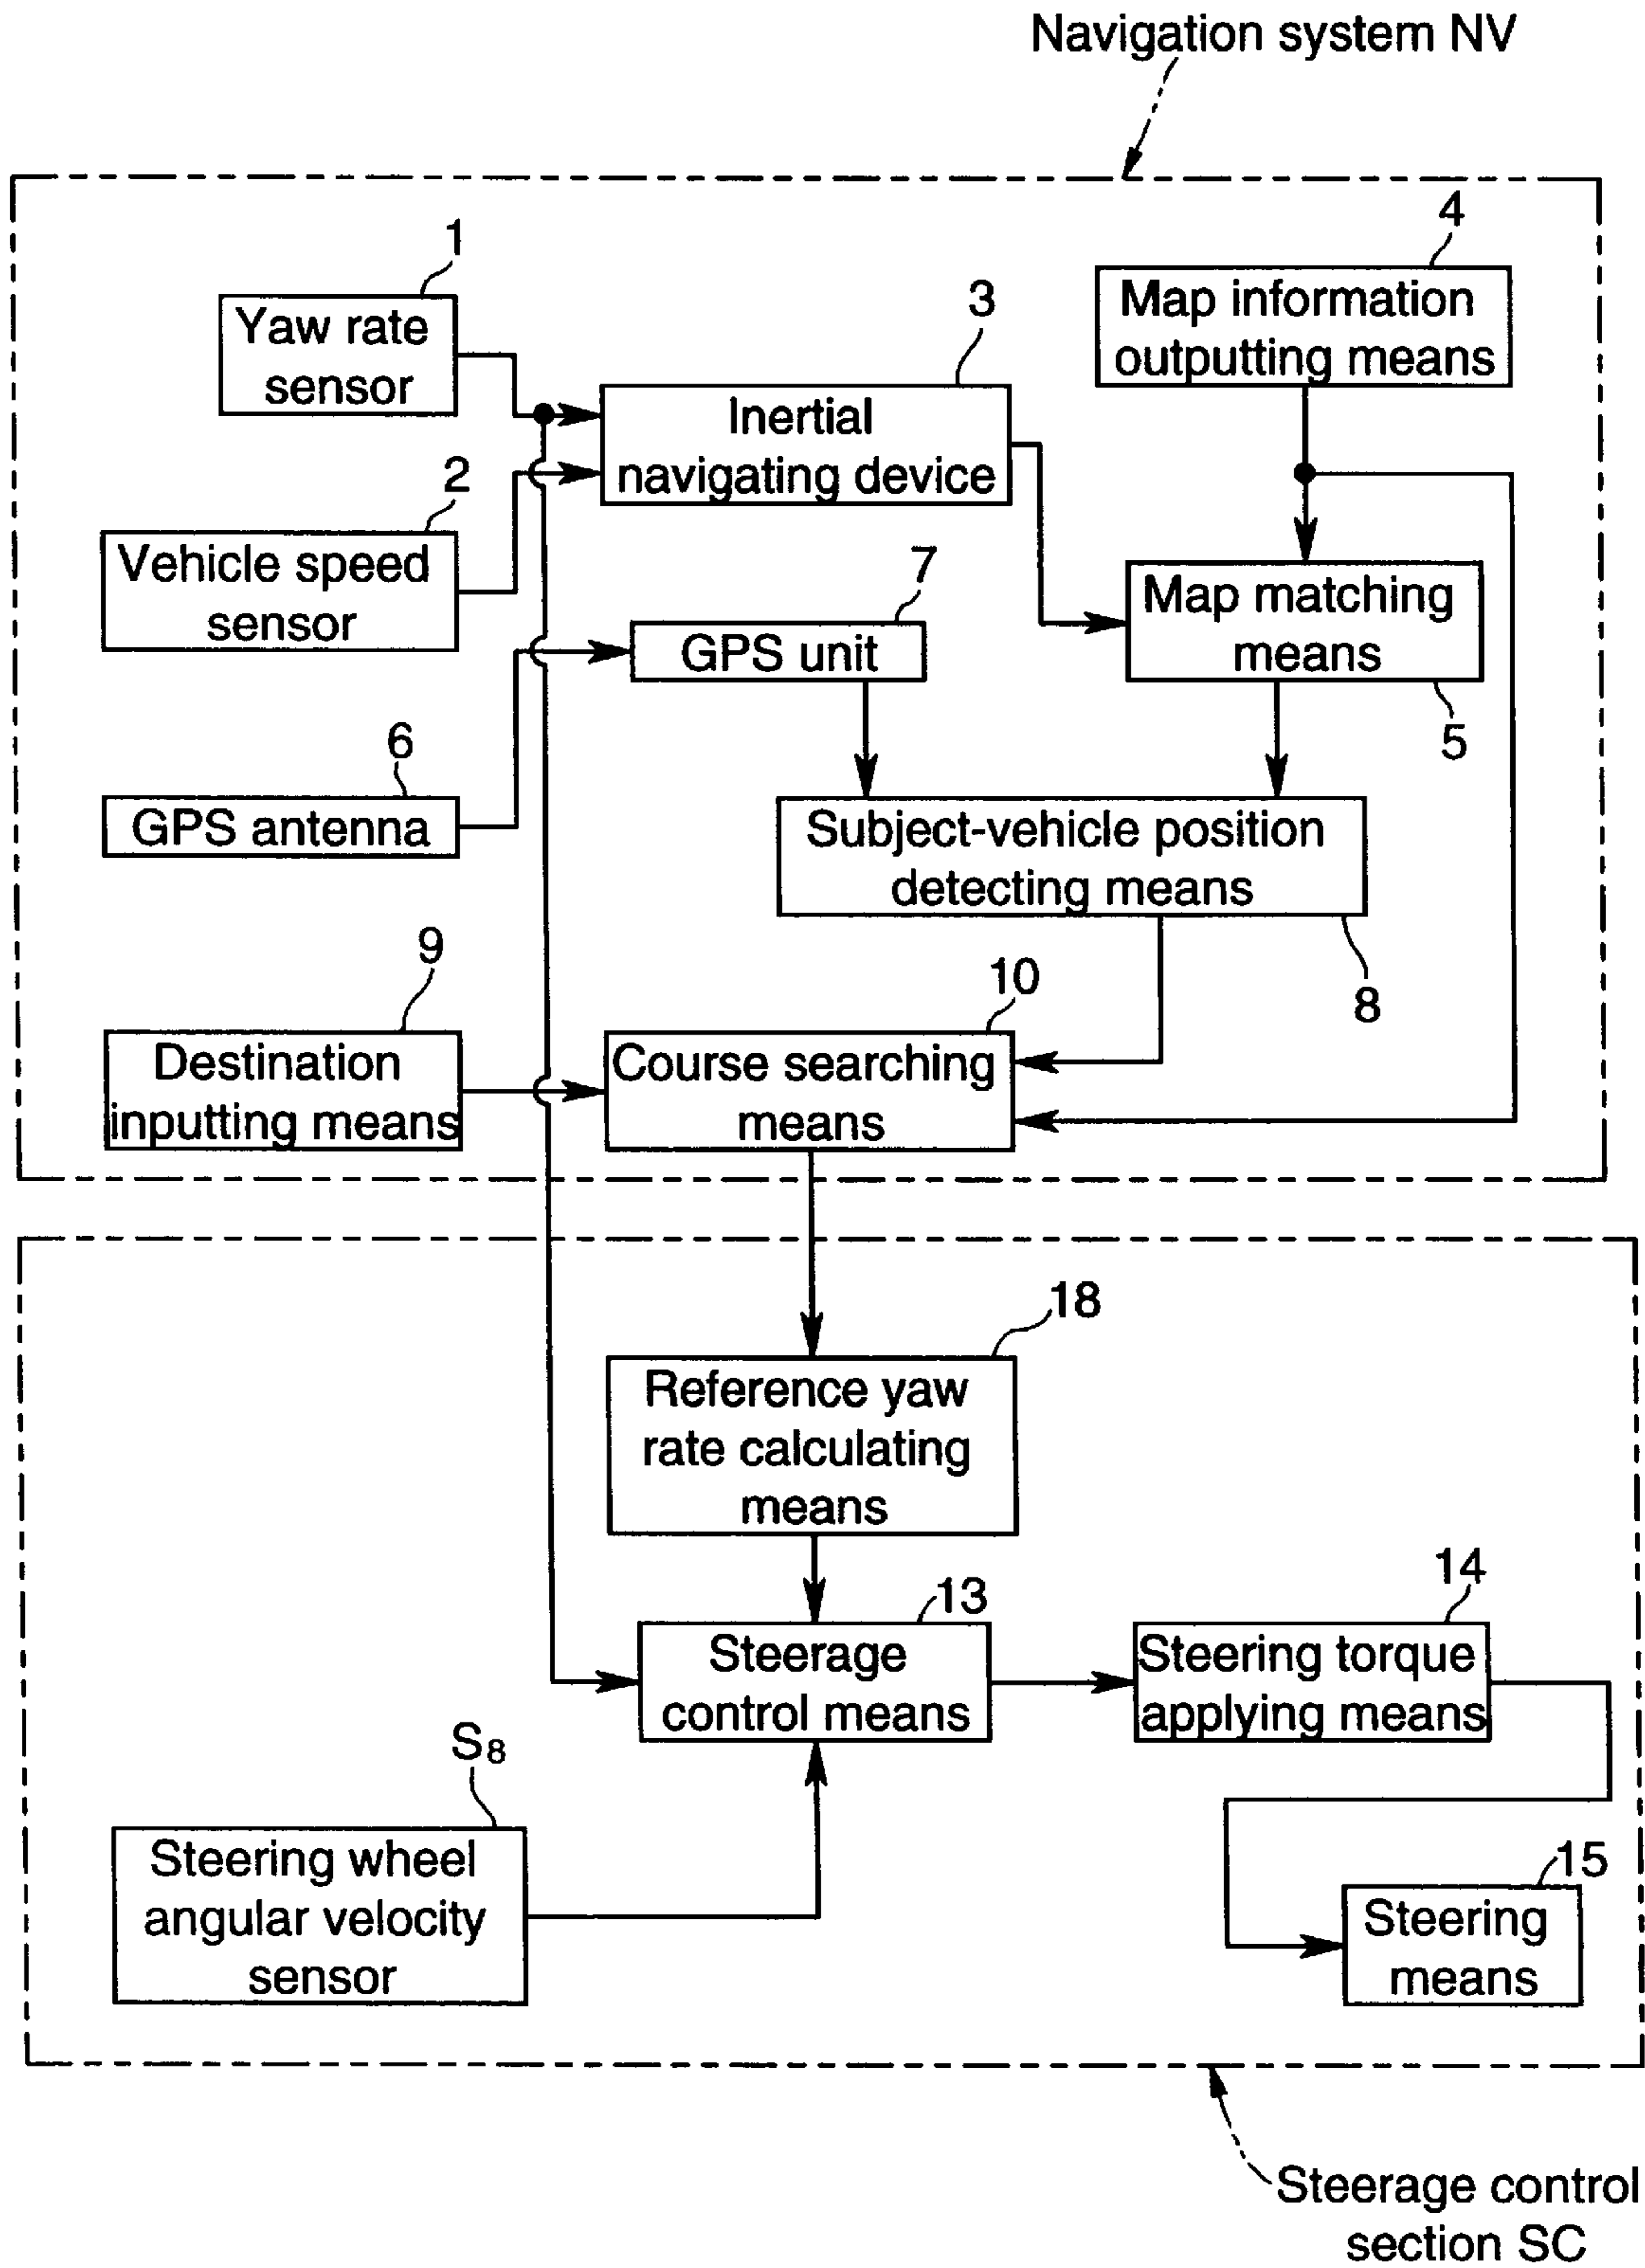 Navigation system NV
1
Yaw rate
sensor
2
Vehicle speed
sensor
3
Inertial
navigating device
4
Map information
outputting means
7
GPS unit
Map matching
means
5
6
GPS antenna
Subject-vehicle position
detecting means
8
9
Destination
inputting means
10
Course searching
means
18
Reference yaw
rate calculating
means
13
Steerage
control means
14
Steering torque
applying means
S8
Steering wheel
angular velocity
sensor
15
Steering
means
Steerage control
section SC